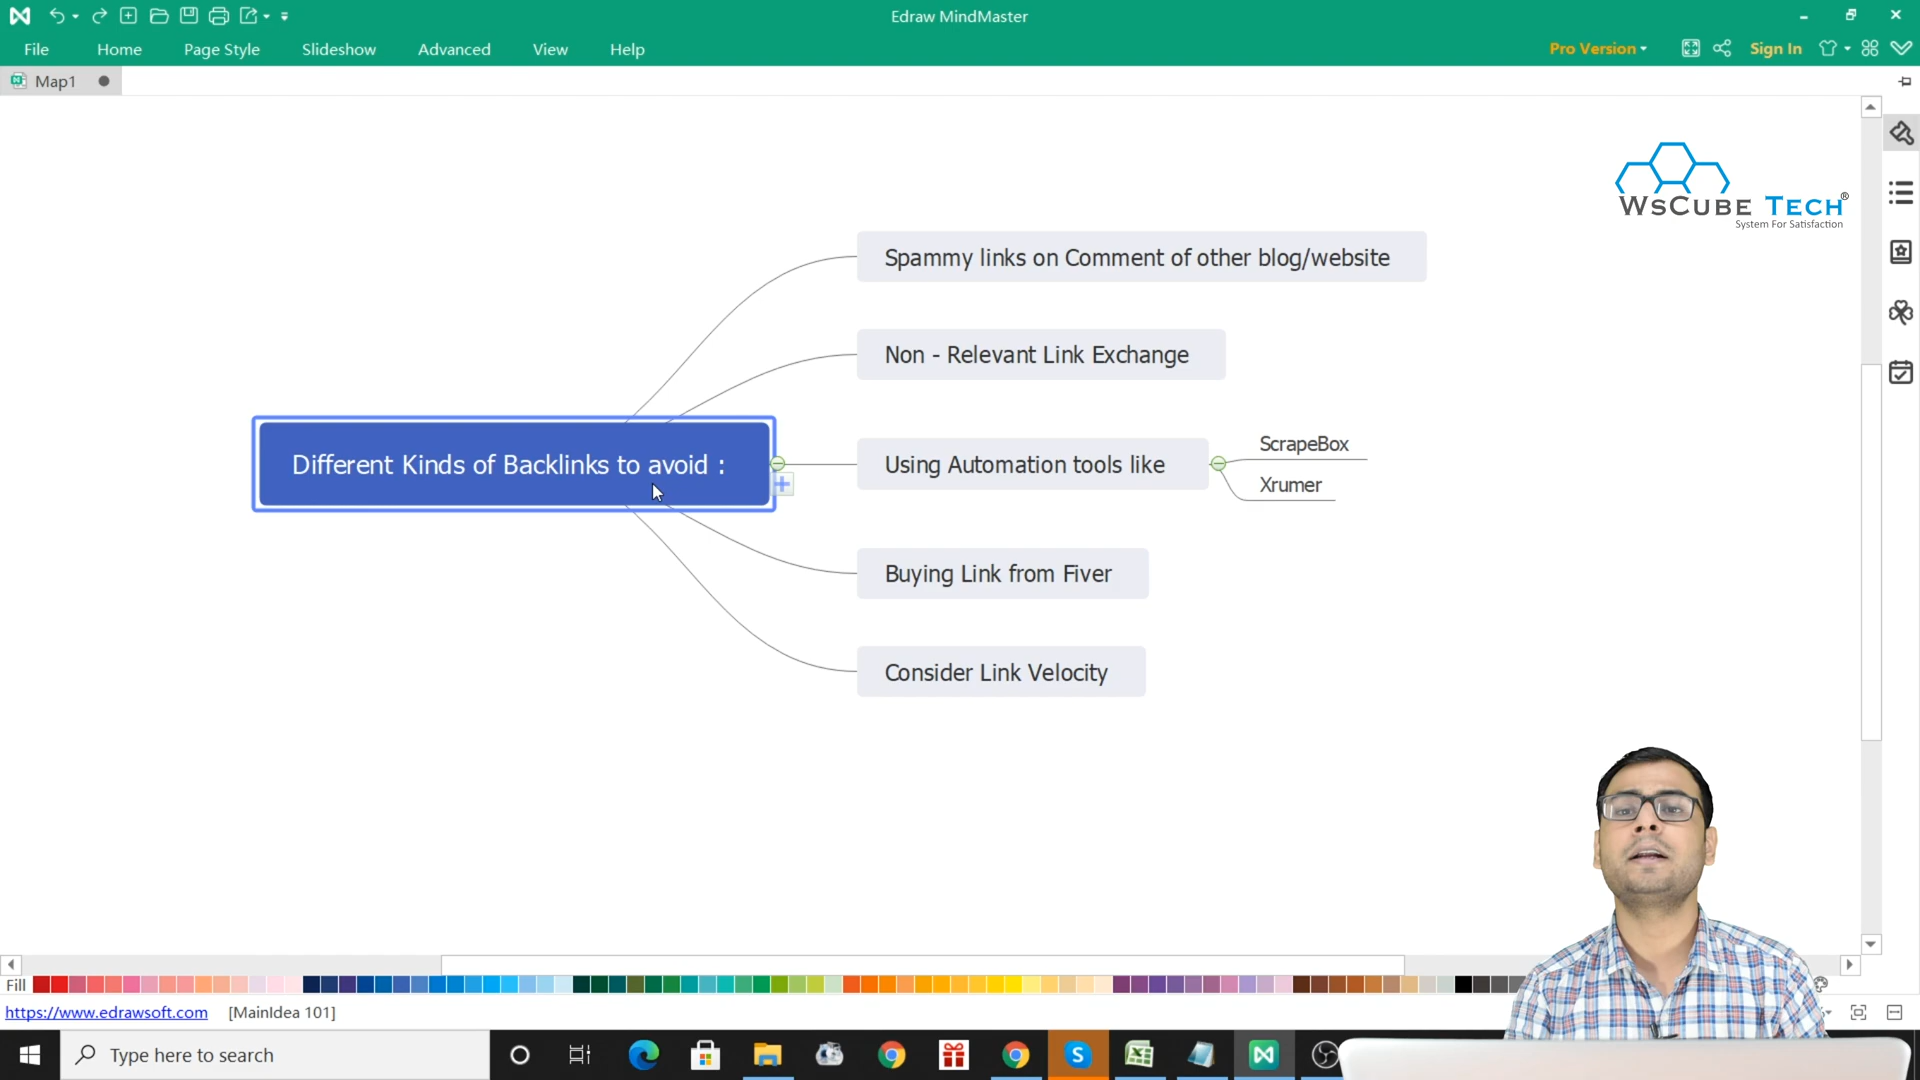 Edraw MindMaster
File Home Page Style Slideshow Advanced View Help Pro Version Sign In
Map1
WsCube Tech®
System For Satisfaction
Spammy links on Comment of other blog/website
Non - Relevant Link Exchange
Different Kinds of Backlinks to avoid :
Using Automation tools like
ScrapeBox
Xrumer
Buying Link from Fiver
Consider Link Velocity
Fill
https://www.edrawsoft.com [MainIdea 101]
Type here to search